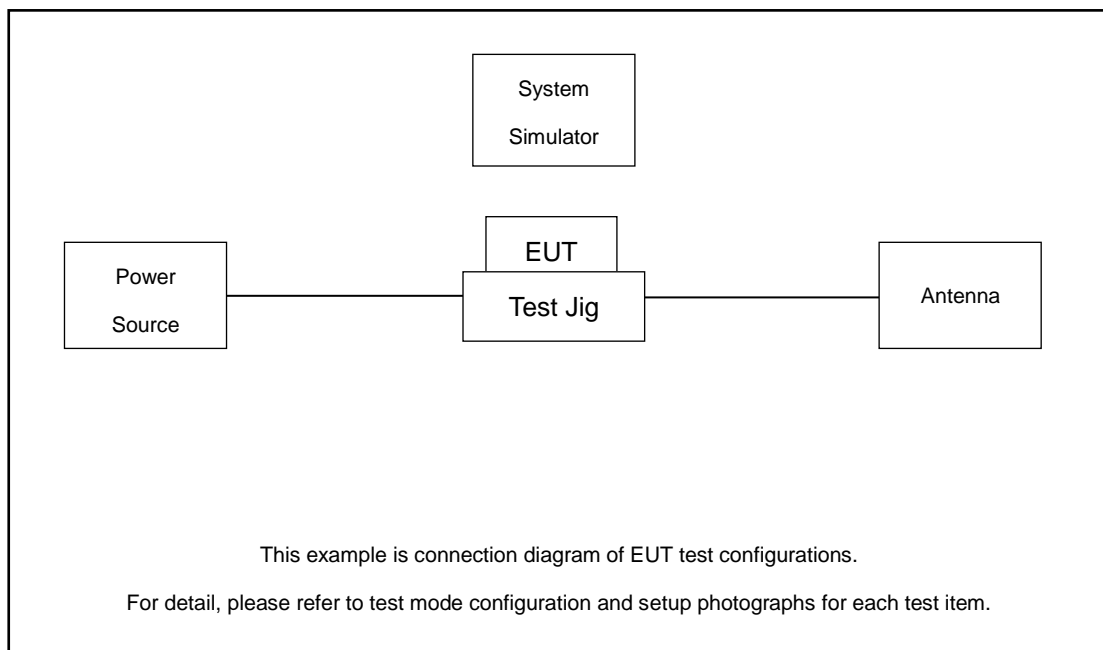 System
Simulator
EUT
Test Jig
Power
Source
Antenna
This example is connection diagram of EUT test configurations.
For detail, please refer to test mode configuration and setup photographs for each test item.